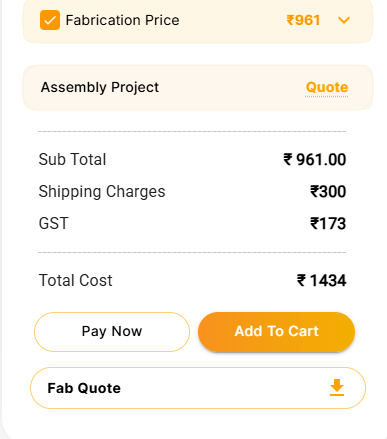 Fabrication Price ₹961
Assembly Project Quote
Sub Total ₹ 961.00
Shipping Charges ₹300
GST ₹173
Total Cost ₹ 1434
Pay Now Add To Cart
Fab Quote